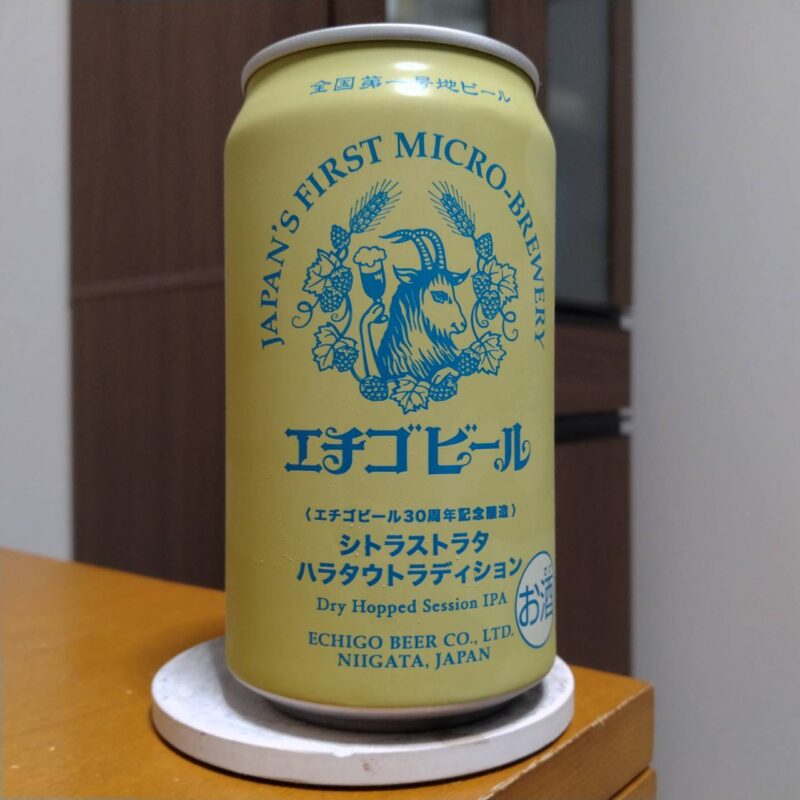 全国第一号地ビール
JAPAN'S FIRST MICRO-BREWERY
エチゴビール
〈エチゴビール30周年記念醸造〉
シトラストラタ
ハラタウトラディション
Dry Hopped Session IPA
お酒
ECHIGO BEER CO., LTD.
NIIGATA, JAPAN